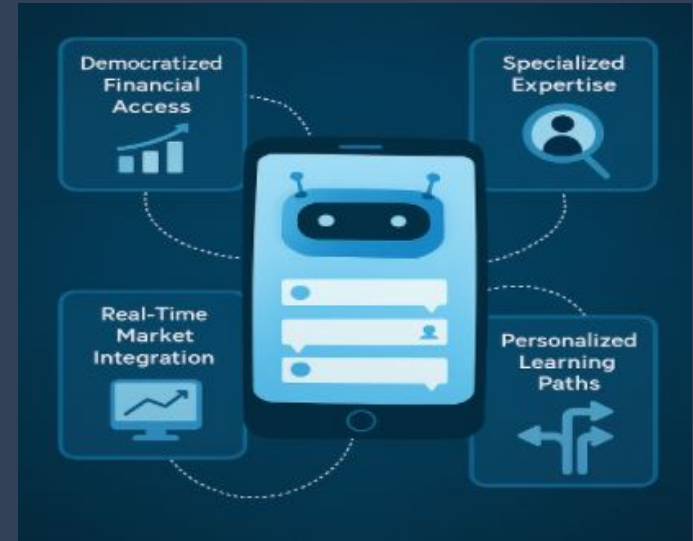 Democratized
Financial
Access
Specialized
Expertise
Real-Time
Market
Integration
Personalized
Learning
Paths